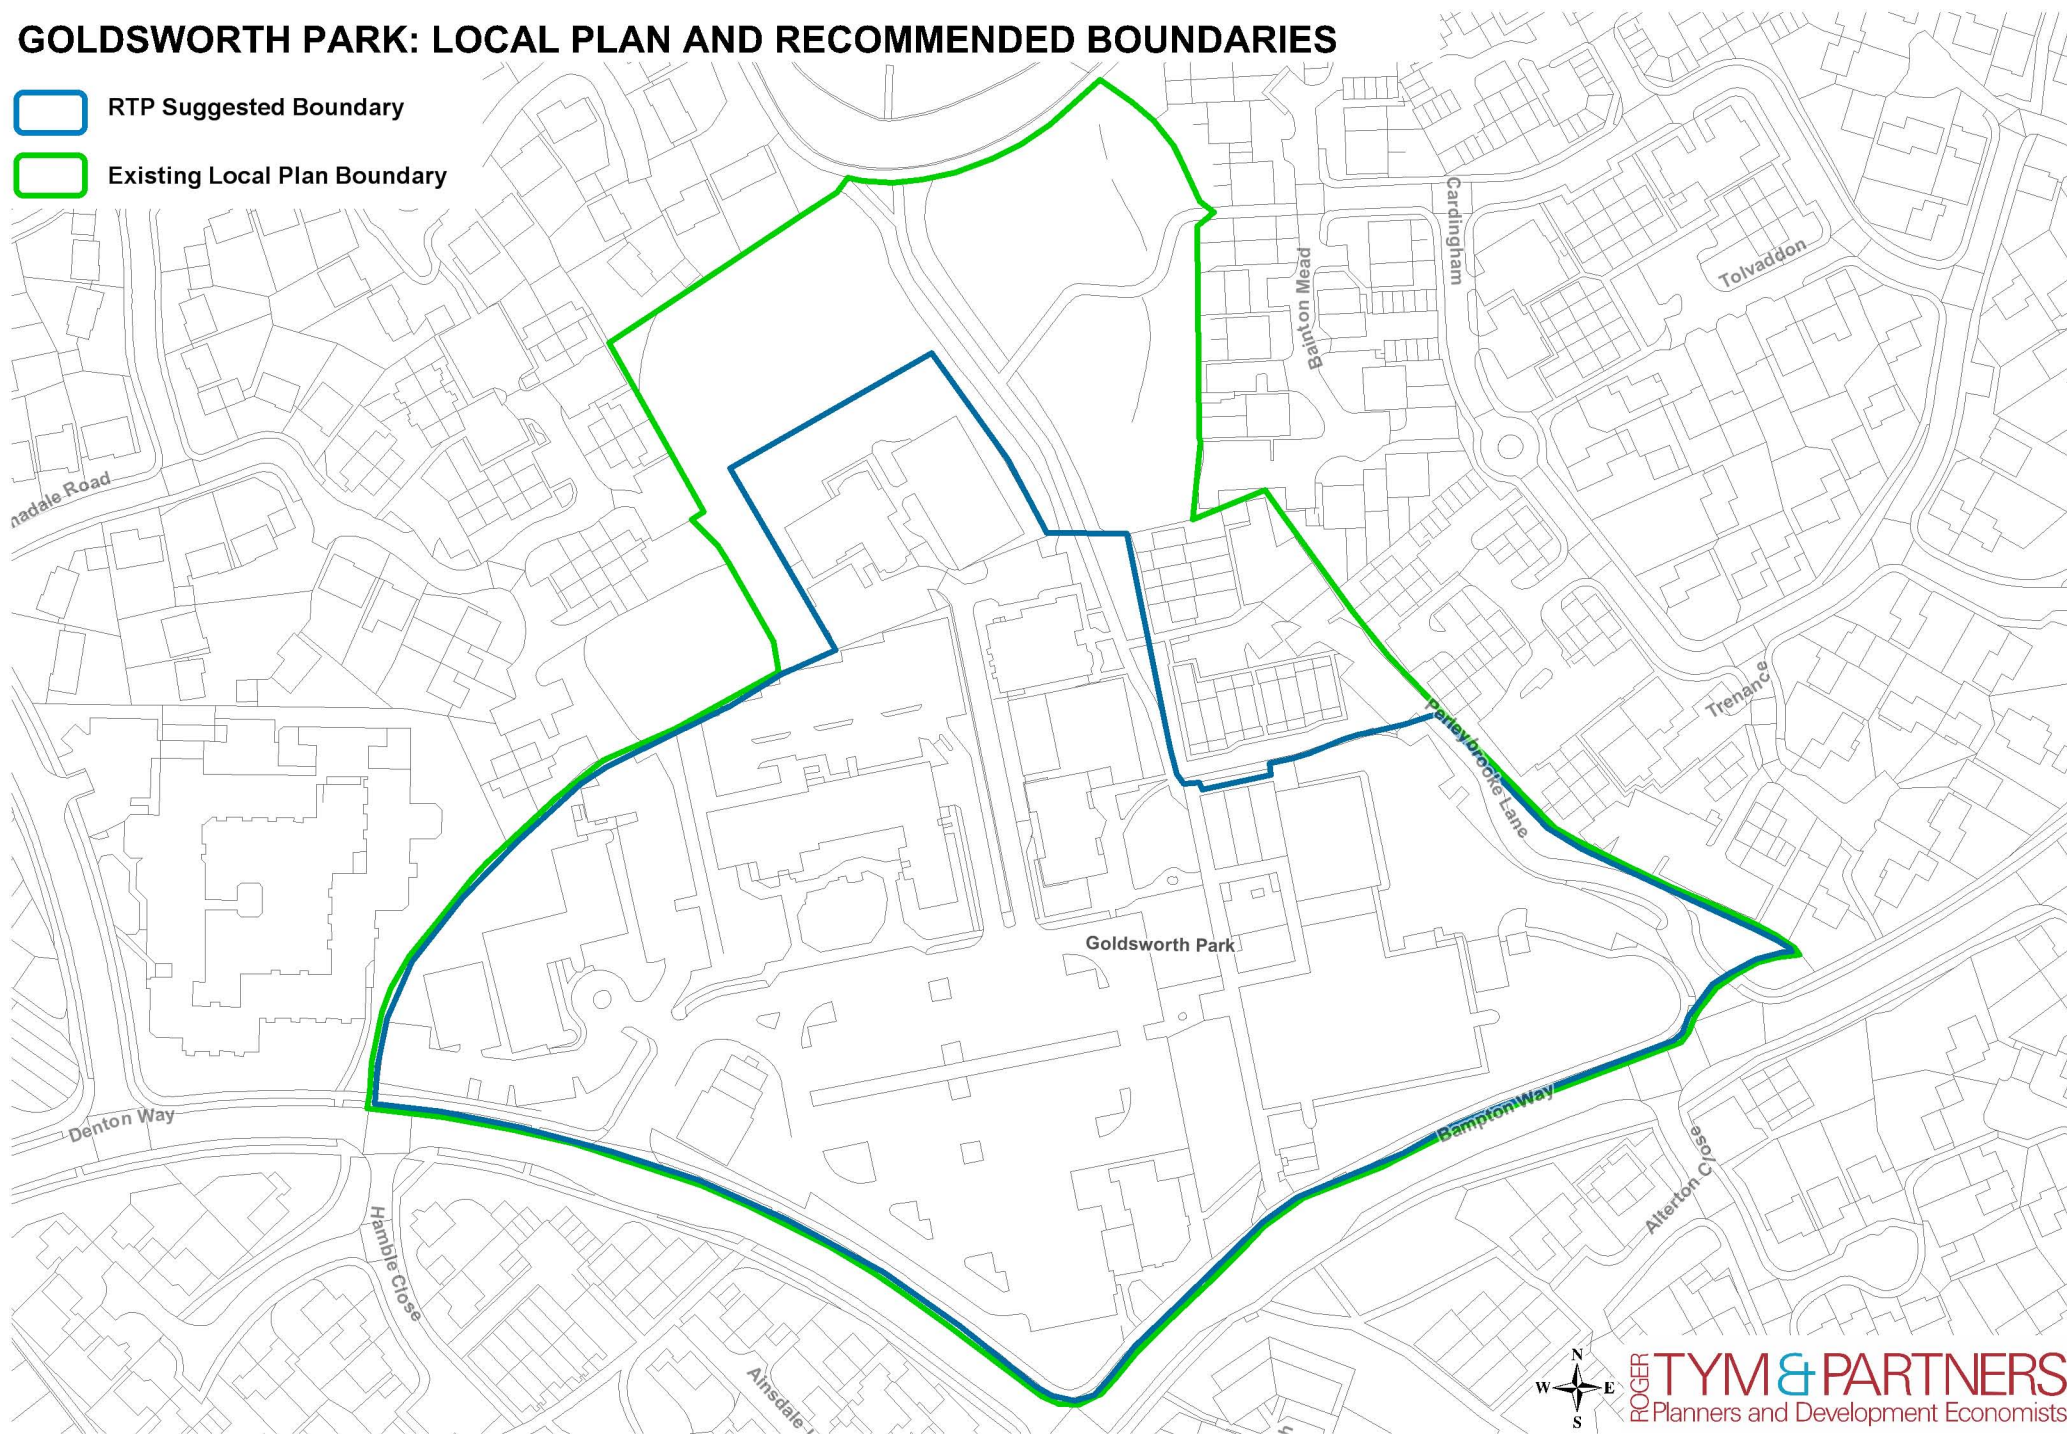 GOLDSWORTH PARK: LOCAL PLAN AND RECOMMENDED BOUNDARIES
RTP Suggested Boundary
Existing Local Plan Boundary
Cardingham
Tolvaddon
Bainton Mead
Road
Trenance
Perleybrooke Lane
Goldsworth Park
Denton Way
Bampton Way
Alterton Close
Hamble Close
Ainsdale
N
W E
S
ROGER
TYM & PARTNERS
Planners and Development Economists